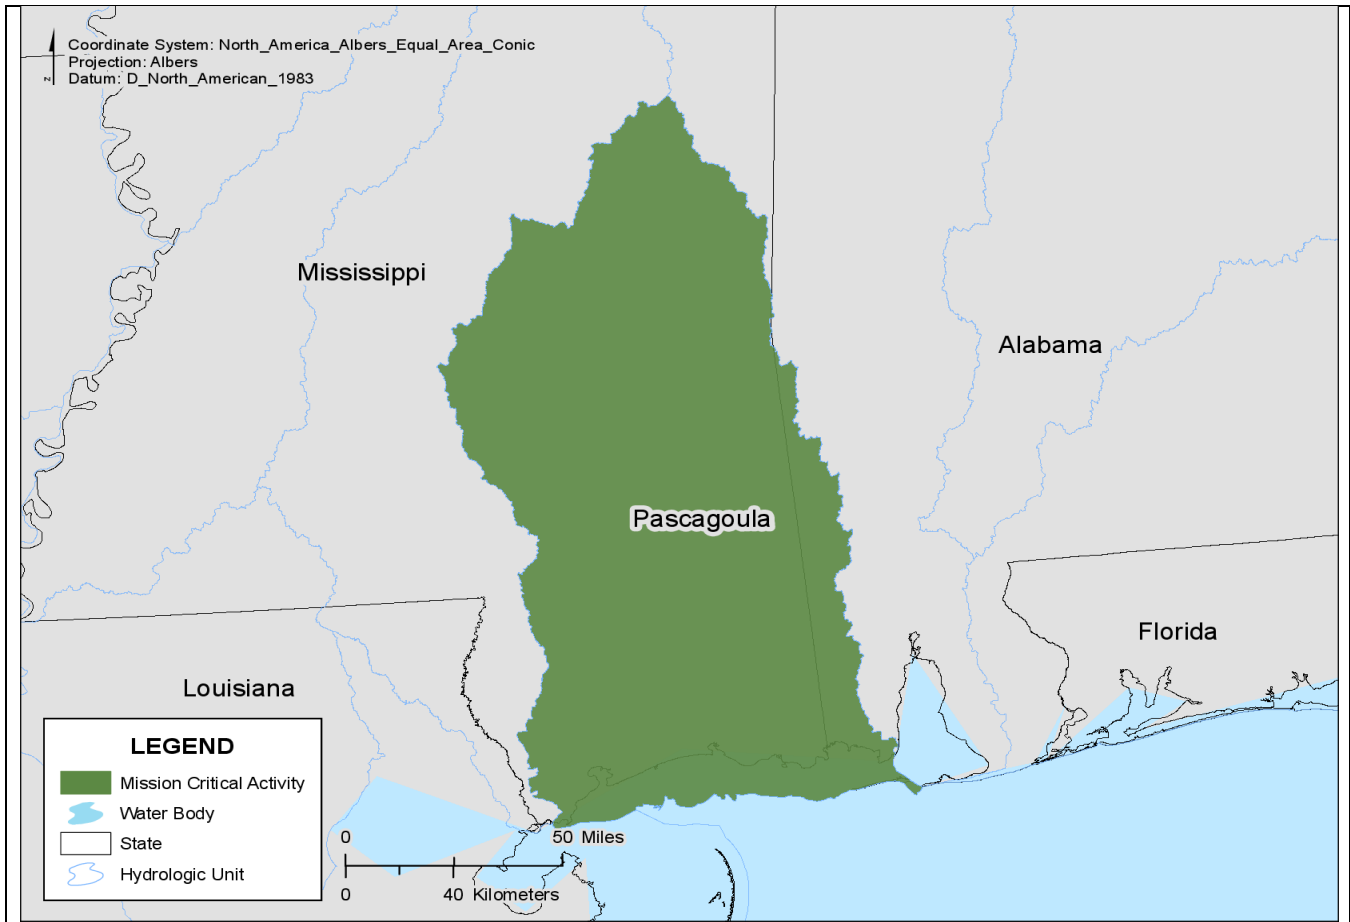 Coordinate System: North_America_Albers_Equal_Area_Conic
Projection: Albers
Datum: D_North_American_1983
N
Mississippi
Alabama
Pascagoula
Florida
Louisiana
LEGEND
Mission Critical Activity
Water Body
State
Hydrologic Unit
0 50 Miles
0 40 Kilometers